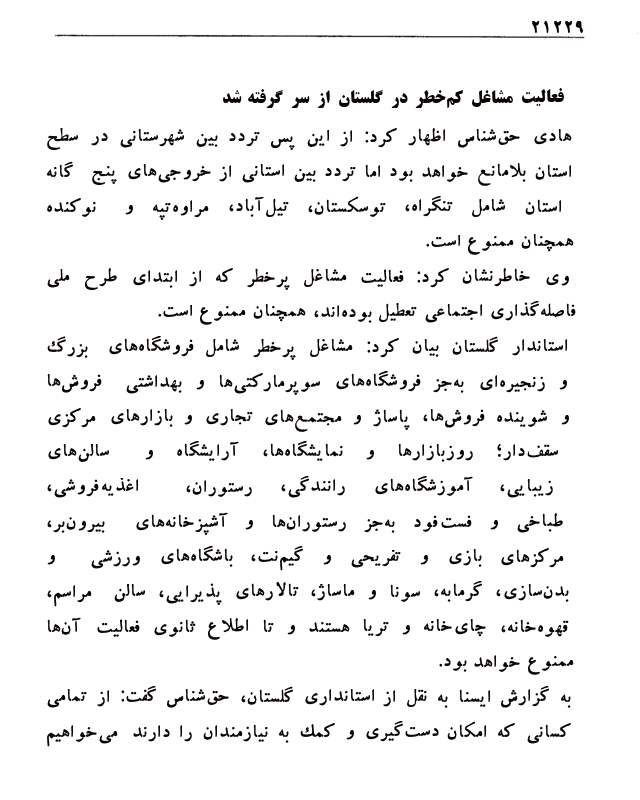 ۲۱۲۲۹
فعالیت مشاغل کم‌خطر در گلستان از سر گرفته شد
هادی حق‌شناس اظهار کرد: از این پس تردد بین شهرستانی در سطح
استان بلامانع خواهد بود اما تردد بین استانی از خروجی‌های پنج گانه
استان شامل تنگراه، توسکستان، تیل‌آباد، مراوه‌تپه و نوکنده
همچنان ممنوع است.
وی خاطرنشان کرد: فعالیت مشاغل پرخطر که از ابتدای طرح ملی
فاصله‌گذاری اجتماعی تعطیل بوده‌اند، همچنان ممنوع است.
استاندار گلستان بیان کرد: مشاغل پرخطر شامل فروشگاه‌های بزرگ
و زنجیره‌ای به‌جز فروشگاه‌های سوپرمارکتی‌ها و بهداشتی فروش‌ها
و شوینده فروش‌ها، پاساژ و مجتمع‌های تجاری و بازارهای مرکزی
سقف‌دار؛ روزبازارها و نمایشگاه‌ها، آرایشگاه و سالن‌های
زیبایی، آموزشگاه‌های رانندگی، رستوران، اغذیه‌فروشی،
طباخی و فست‌فود به‌جز رستوران‌ها و آشپزخانه‌های بیرون‌بر،
مرکزهای بازی و تفریحی و گیم‌نت، باشگاه‌های ورزشی و
بدن‌سازی، گرمابه، سونا و ماساژ، تالارهای پذیرایی، سالن مراسم،
قهوه‌خانه، چای‌خانه و تریا هستند و تا اطلاع ثانوی فعالیت آن‌ها
ممنوع خواهد بود.
به گزارش ایسنا به نقل از استانداری گلستان، حق‌شناس گفت: از تمامی
کسانی که امکان دست‌گیری و کمك به نیازمندان را دارند می‌خواهیم